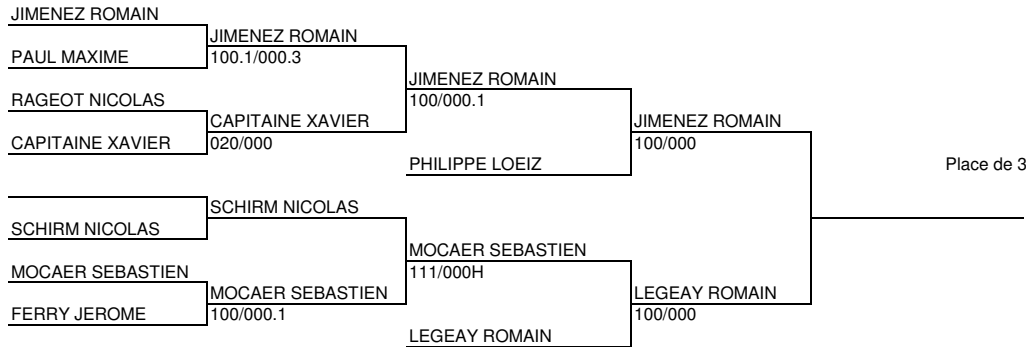 JIMENEZ ROMAIN
JIMENEZ ROMAIN
PAUL MAXIME
100.1/000.3
JIMENEZ ROMAIN
RAGEOT NICOLAS
100/000.1
CAPITAINE XAVIER
JIMENEZ ROMAIN
CAPITAINE XAVIER
020/000
100/000
PHILIPPE LOEIZ
Place de 3
SCHIRM NICOLAS
SCHIRM NICOLAS
MOCAER SEBASTIEN
MOCAER SEBASTIEN
111/000H
MOCAER SEBASTIEN
LEGEAY ROMAIN
FERRY JEROME
100/000.1
100/000
LEGEAY ROMAIN